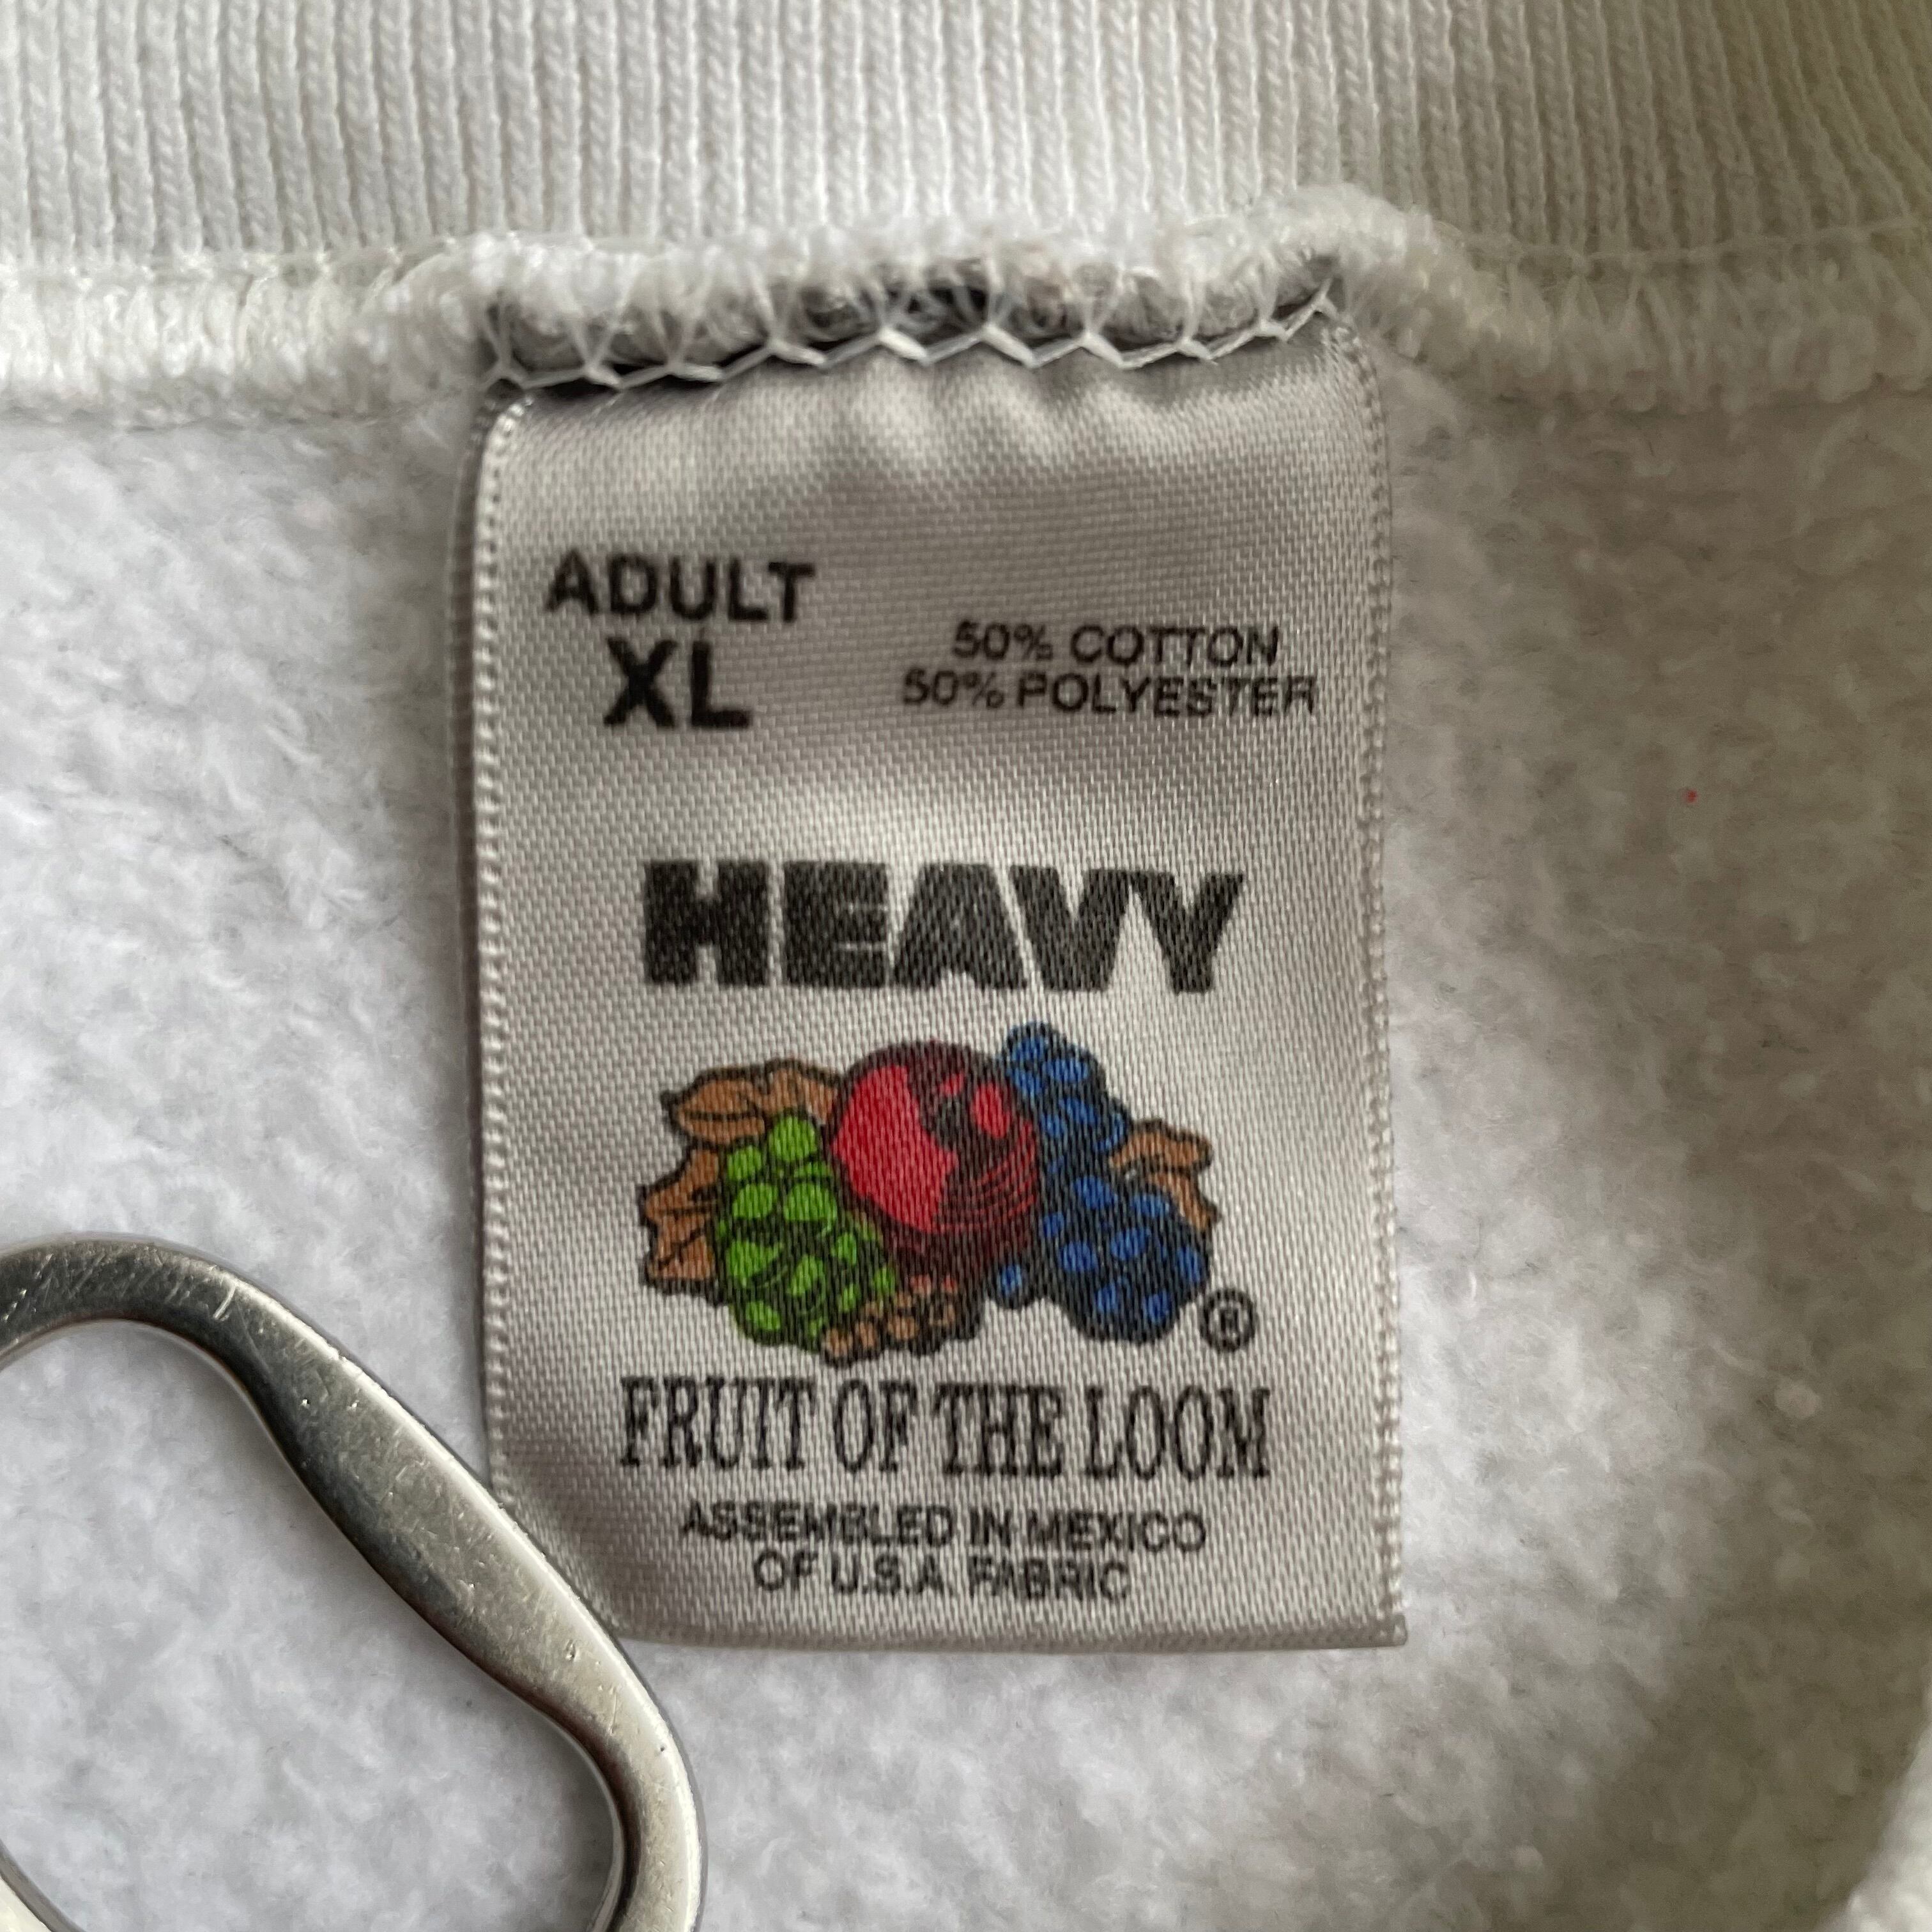 ADULT
XL
50% COTTON
50% POLYESTER
HEAVY
®
FRUIT OF THE LOOM
ASSEMBLED IN MEXICO
OF U.S.A. FABRIC